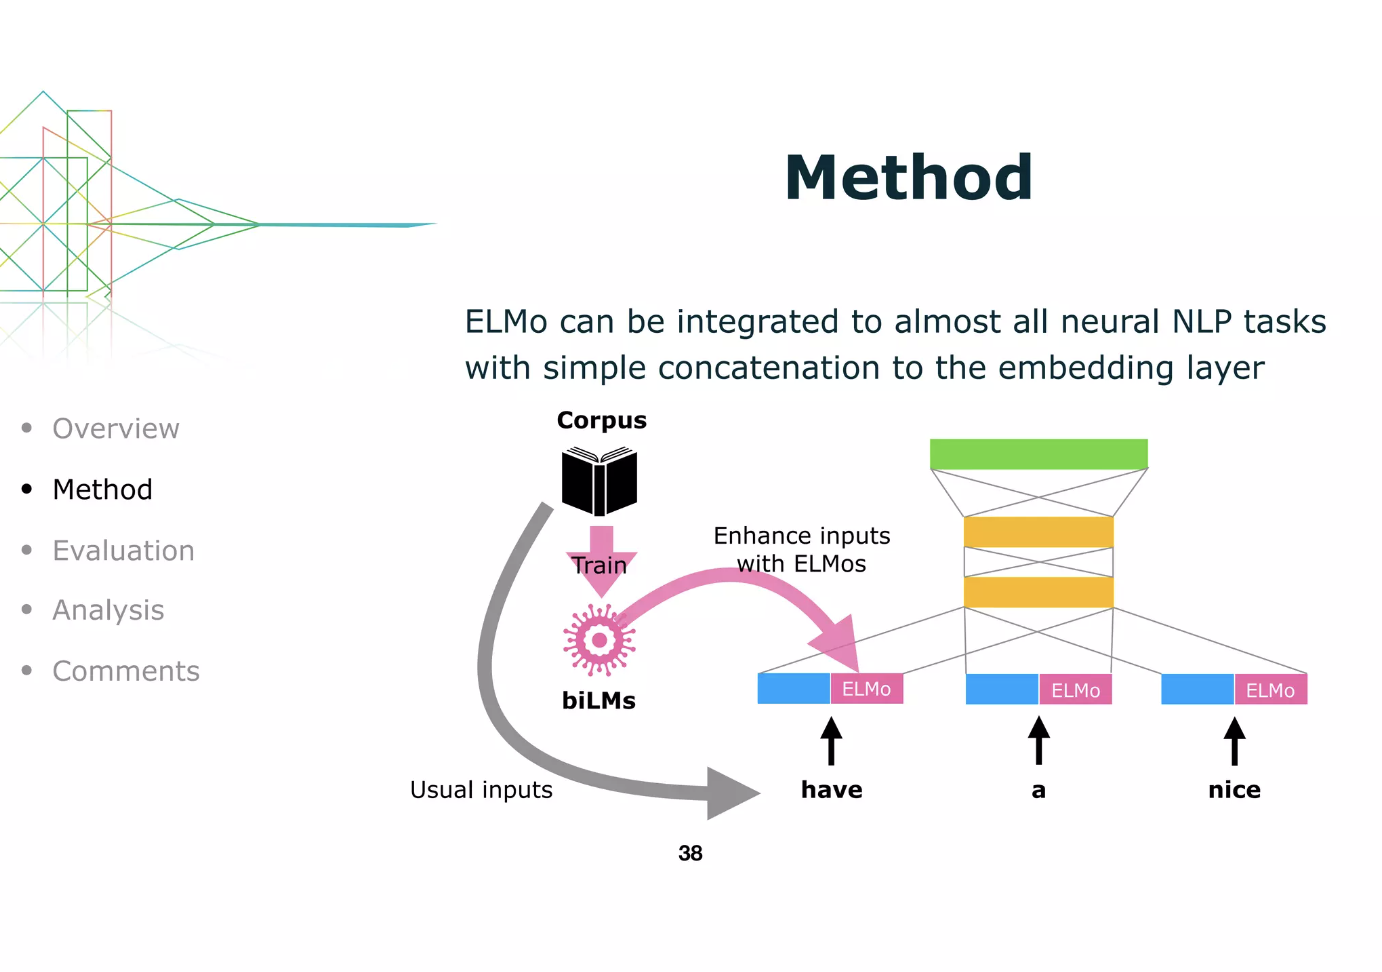 Method
ELMo can be integrated to almost all neural NLP tasks
with simple concatenation to the embedding layer
• Overview
• Method
• Evaluation
• Analysis
• Comments
Corpus
Train
biLMs
Enhance inputs
with ELMos
Usual inputs
ELMo
ELMo
ELMo
have
a
nice
38